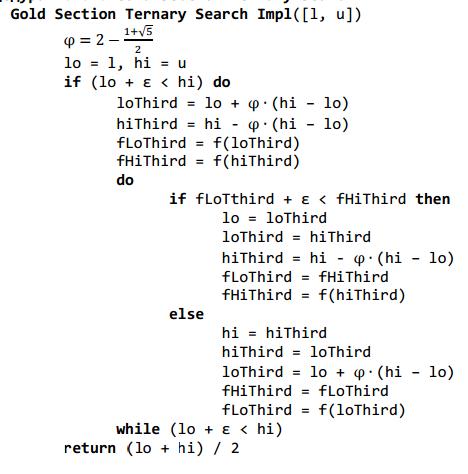 Gold Section Ternary Search Impl([l, u])
φ = 2 − (1+√5)/2
lo = l, hi = u
if (lo + ε < hi) do
loThird = lo + φ·(hi − lo)
hiThird = hi - φ·(hi − lo)
fLoThird = f(loThird)
fHiThird = f(hiThird)
do
if fLoTthird + ε < fHiThird then
lo = loThird
loThird = hiThird
hiThird = hi - φ·(hi − lo)
fLoThird = fHiThird
fHiThird = f(hiThird)
else
hi = hiThird
hiThird = loThird
loThird = lo + φ·(hi − lo)
fHiThird = fLoThird
fLoThird = f(loThird)
while (lo + ε < hi)
return (lo + hi) / 2